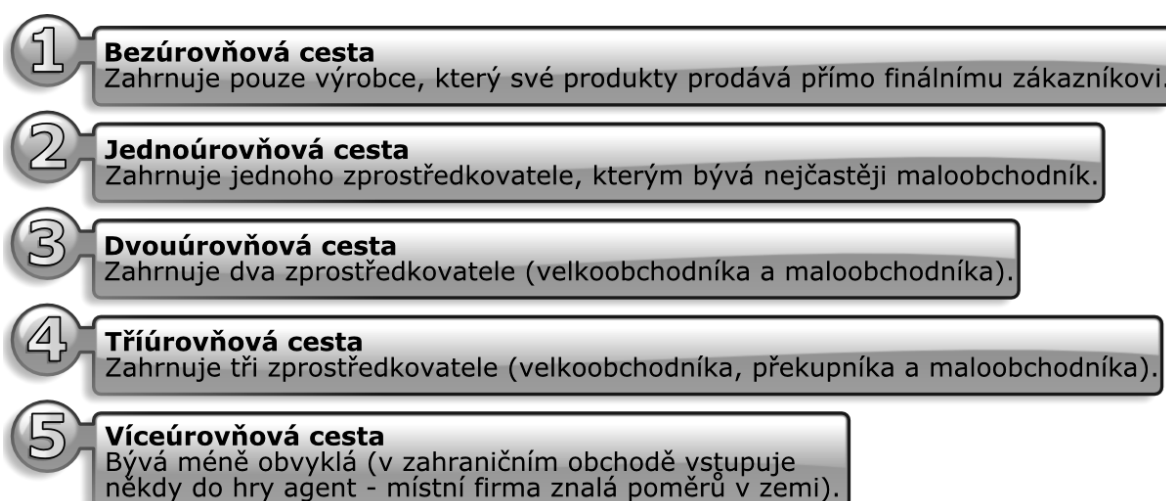 1
Bezúrovňová cesta
Zahrnuje pouze výrobce, který své produkty prodává přímo finálnímu zákazníkovi.
2
Jednoúrovňová cesta
Zahrnuje jednoho zprostředkovatele, kterým bývá nejčastěji maloobchodník.
3
Dvouúrovňová cesta
Zahrnuje dva zprostředkovatele (velkoobchodníka a maloobchodníka).
4
Tříúrovňová cesta
Zahrnuje tři zprostředkovatele (velkoobchodníka, překupníka a maloobchodníka).
5
Víceúrovňová cesta
Bývá méně obvyklá (v zahraničním obchodě vstupuje
někdy do hry agent - místní firma znalá poměrů v zemi).